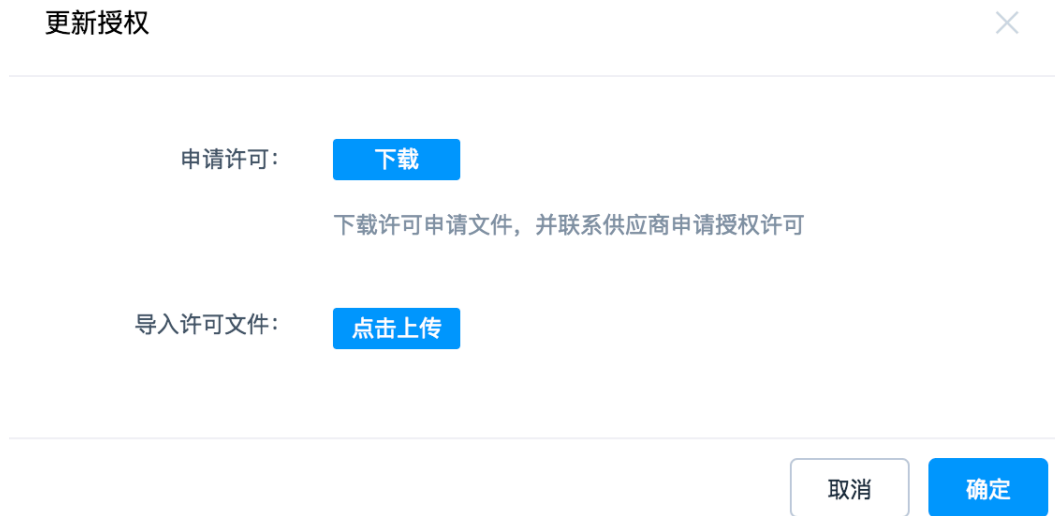 更新授权
申请许可： 下载
下载许可申请文件，并联系供应商申请授权许可
导入许可文件： 点击上传
取消 确定